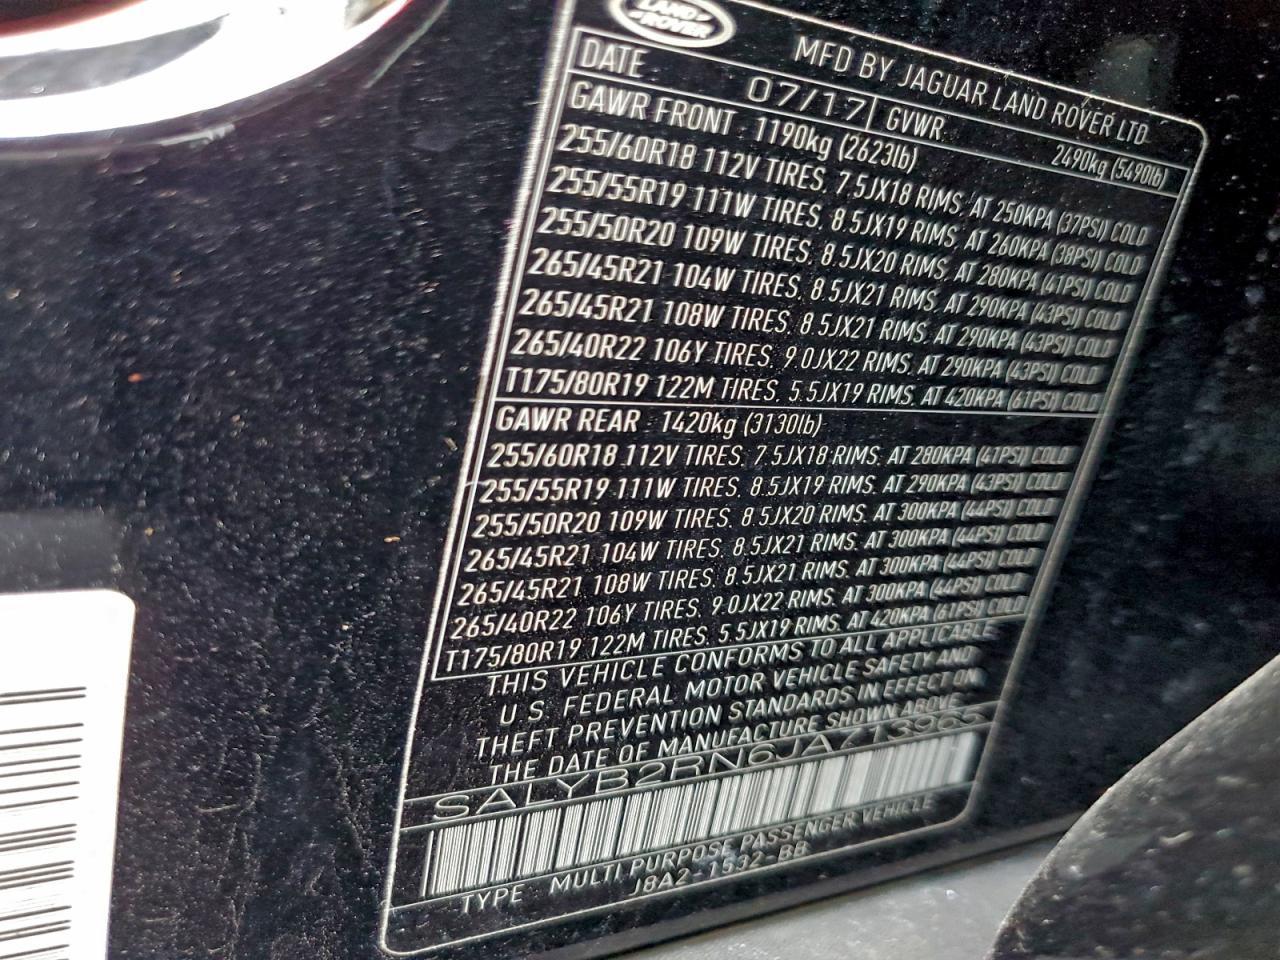 LAND ROVER
MFD BY JAGUAR LAND ROVER LTD.
DATE 07/17 GVWR 2490kg (5490lb)
GAWR FRONT 1190kg (2623lb)
255/60R18 112V TIRES, 7.5JX18 RIMS, AT 250KPA (37PSI) COLD
255/55R19 111W TIRES, 8.5JX19 RIMS, AT 260KPA (38PSI) COLD
255/50R20 109W TIRES, 8.5JX20 RIMS, AT 280KPA (41PSI) COLD
265/45R21 104W TIRES, 8.5JX21 RIMS, AT 290KPA (43PSI) COLD
265/45R21 108W TIRES, 8.5JX21 RIMS, AT 290KPA (43PSI) COLD
265/40R22 106Y TIRES, 9.0JX22 RIMS, AT 290KPA (43PSI) COLD
T175/80R19 122M TIRES, 5.5JX19 RIMS, AT 420KPA (61PSI) COLD
GAWR REAR 1420kg (3130lb)
255/60R18 112V TIRES, 7.5JX18 RIMS, AT 280KPA (41PSI) COLD
255/55R19 111W TIRES, 8.5JX19 RIMS, AT 290KPA (43PSI) COLD
255/50R20 109W TIRES, 8.5JX20 RIMS, AT 300KPA (44PSI) COLD
265/45R21 104W TIRES, 8.5JX21 RIMS, AT 300KPA (44PSI) COLD
265/45R21 108W TIRES, 8.5JX21 RIMS, AT 300KPA (44PSI) COLD
265/40R22 106Y TIRES, 9.0JX22 RIMS, AT 300KPA (44PSI) COLD
T175/80R19 122M TIRES, 5.5JX19 RIMS, AT 420KPA (61PSI) COLD
THIS VEHICLE CONFORMS TO ALL APPLICABLE
U.S. FEDERAL MOTOR VEHICLE SAFETY AND
THEFT PREVENTION STANDARDS IN EFFECT ON
THE DATE OF MANUFACTURE SHOWN ABOVE
SALYB2RN6JA713965
TYPE MULTI PURPOSE PASSENGER VEHICLE
J8A2-1532-BB